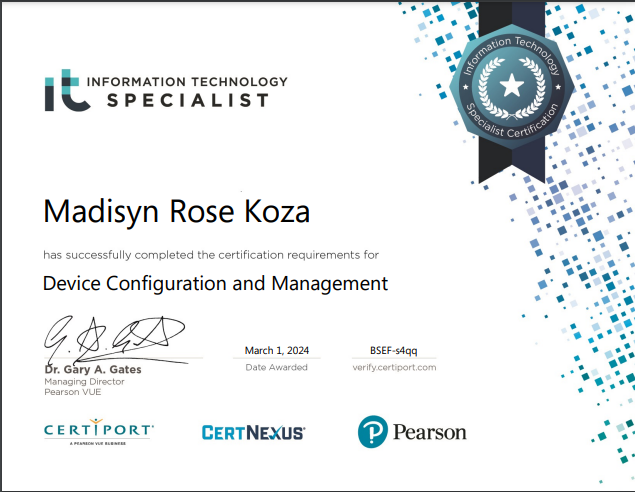 it INFORMATION TECHNOLOGY
SPECIALIST
Information Technology
Specialist Certification
Madisyn Rose Koza
has successfully completed the certification requirements for
Device Configuration and Management
Dr. Gary A. Gates
Managing Director
Pearson VUE
March 1, 2024
Date Awarded
BSEF-s4qq
verify.certiport.com
CERTIPORT®
A PEARSON VUE BUSINESS
CERTNEXUS®
Pearson